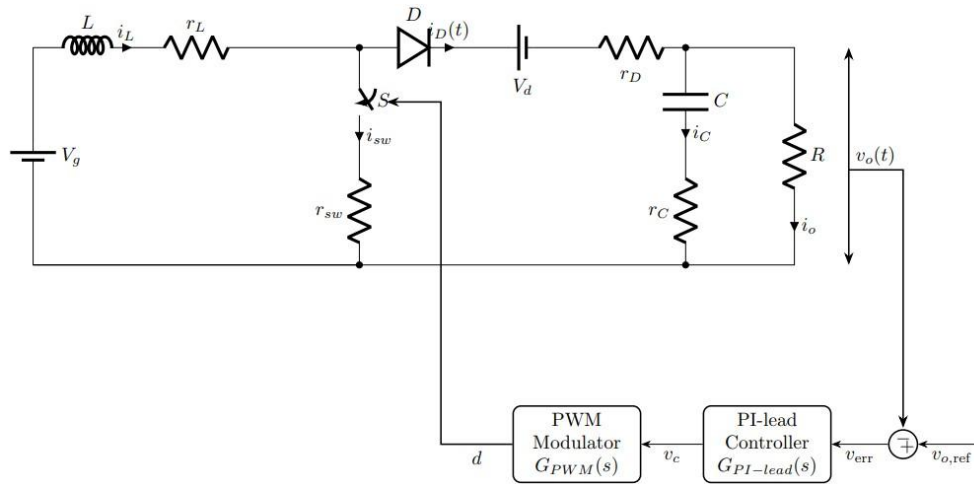 L
i_L
r_L
D
i_D(t)
V_d
r_D
S
C
V_g
i_sw
i_C
R
v_o(t)
r_sw
r_C
i_o
PWM
Modulator
G_PWM(s)
PI-lead
Controller
G_PI−lead(s)
d
v_c
v_err
− +
v_o,ref